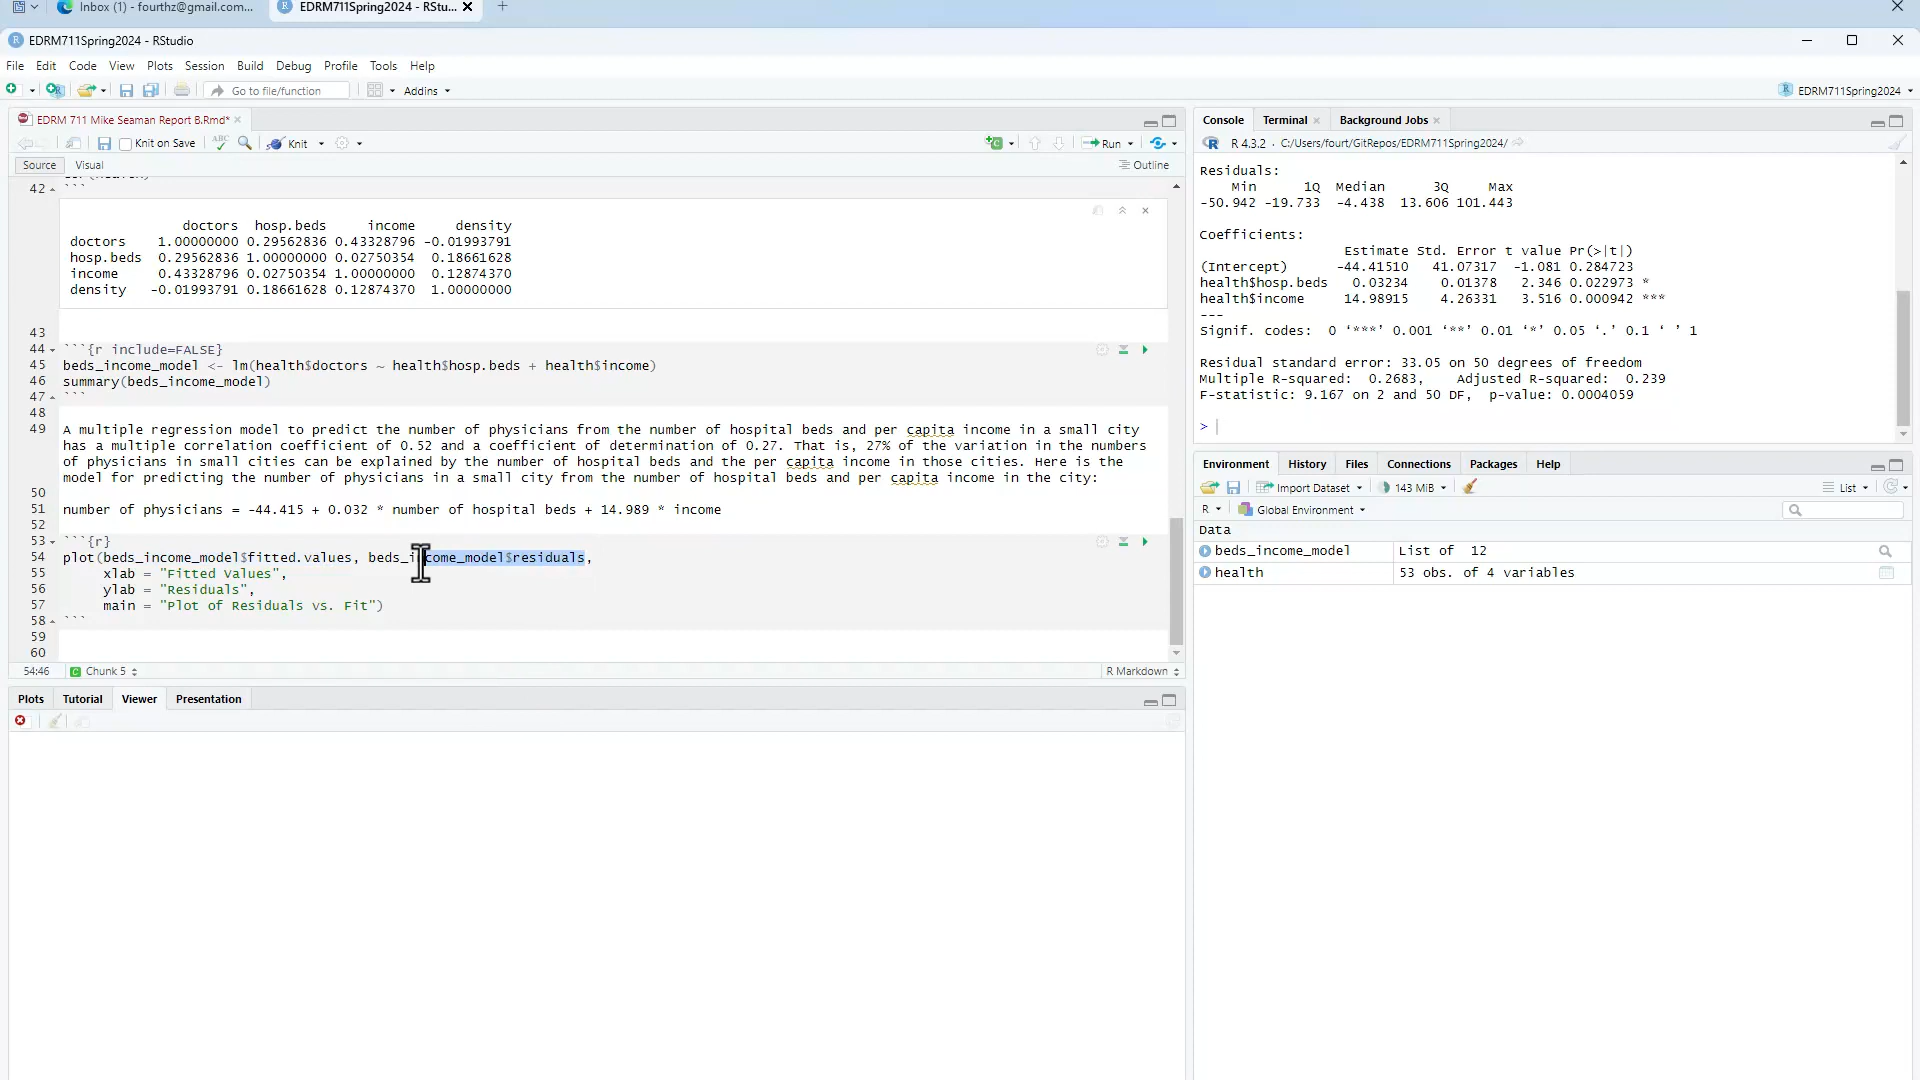 Inbox (1) - fourthz@gmail.com...
EDRM711Spring2024 - RStu...
EDRM711Spring2024 - RStudio
File Edit Code View Plots Session Build Debug Profile Tools Help
Go to file/function
Addins
EDRM711Spring2024
EDRM 711 Mike Seaman Report B.Rmd*
Knit on Save
Knit
Run
Source Visual
Outline
42 ```
doctors hosp.beds income density
doctors 1.00000000 0.29562836 0.43328796 -0.01993791
hosp.beds 0.29562836 1.00000000 0.02750354 0.18661628
income 0.43328796 0.02750354 1.00000000 0.12874370
density -0.01993791 0.18661628 0.12874370 1.00000000
43
44 ```{r include=FALSE}
45 beds_income_model <- lm(health$doctors ~ health$hosp.beds + health$income)
46 summary(beds_income_model)
47 ```
48
49 A multiple regression model to predict the number of physicians from the number of hospital beds and per capita income in a small city
has a multiple correlation coefficient of 0.52 and a coefficient of determination of 0.27. That is, 27% of the variation in the numbers
of physicians in small cities can be explained by the number of hospital beds and the per capita income in those cities. Here is the
model for predicting the number of physicians in a small city from the number of hospital beds and per capita income in the city:
50
51 number of physicians = -44.415 + 0.032 * number of hospital beds + 14.989 * income
52
53 ```{r}
54 plot(beds_income_model$fitted.values, beds_income_model$residuals,
55 xlab = "Fitted Values",
56 ylab = "Residuals",
57 main = "Plot of Residuals vs. Fit")
58 ```
59
60
54:46 Chunk 5 R Markdown
Plots Tutorial Viewer Presentation
Console Terminal Background Jobs
R 4.3.2 · C:/Users/fourt/GitRepos/EDRM711Spring2024/
Residuals:
Min 1Q Median 3Q Max
-50.942 -19.733 -4.438 13.606 101.443
Coefficients:
Estimate Std. Error t value Pr(>|t|)
(Intercept) -44.41510 41.07317 -1.081 0.284723
health$hosp.beds 0.03234 0.01378 2.346 0.022973 *
health$income 14.98915 4.26331 3.516 0.000942 ***
---
Signif. codes: 0 ‘***’ 0.001 ‘**’ 0.01 ‘*’ 0.05 ‘.’ 0.1 ‘ ’ 1
Residual standard error: 33.05 on 50 degrees of freedom
Multiple R-squared: 0.2683, Adjusted R-squared: 0.239
F-statistic: 9.167 on 2 and 50 DF, p-value: 0.0004059
>
Environment History Files Connections Packages Help
Import Dataset 143 MiB List
R Global Environment
Data
beds_income_model List of 12
health 53 obs. of 4 variables